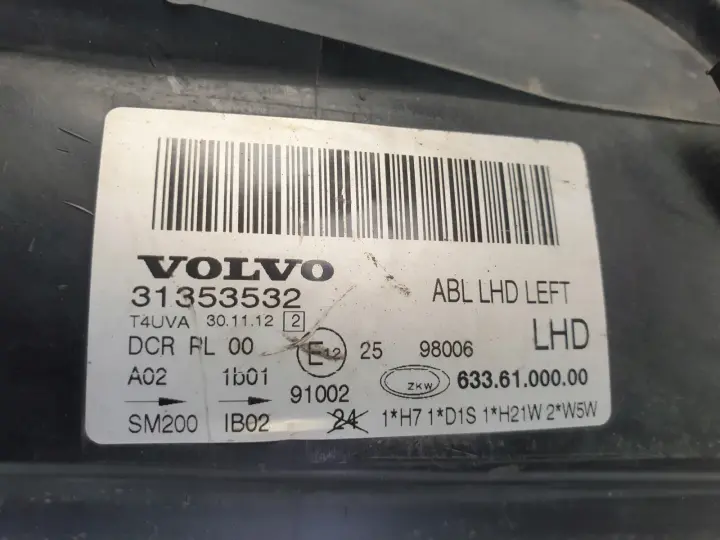 VOLVO
31353532
ABL LHD LEFT
T4UVA 30.11.12 2
LHD
DCR PL 00 E12 25 98006
A02 1b01 91002 ZKW 633.61.000.00
SM200 IB02 24 1*H7 1*D1S 1*H21W 2*W5W